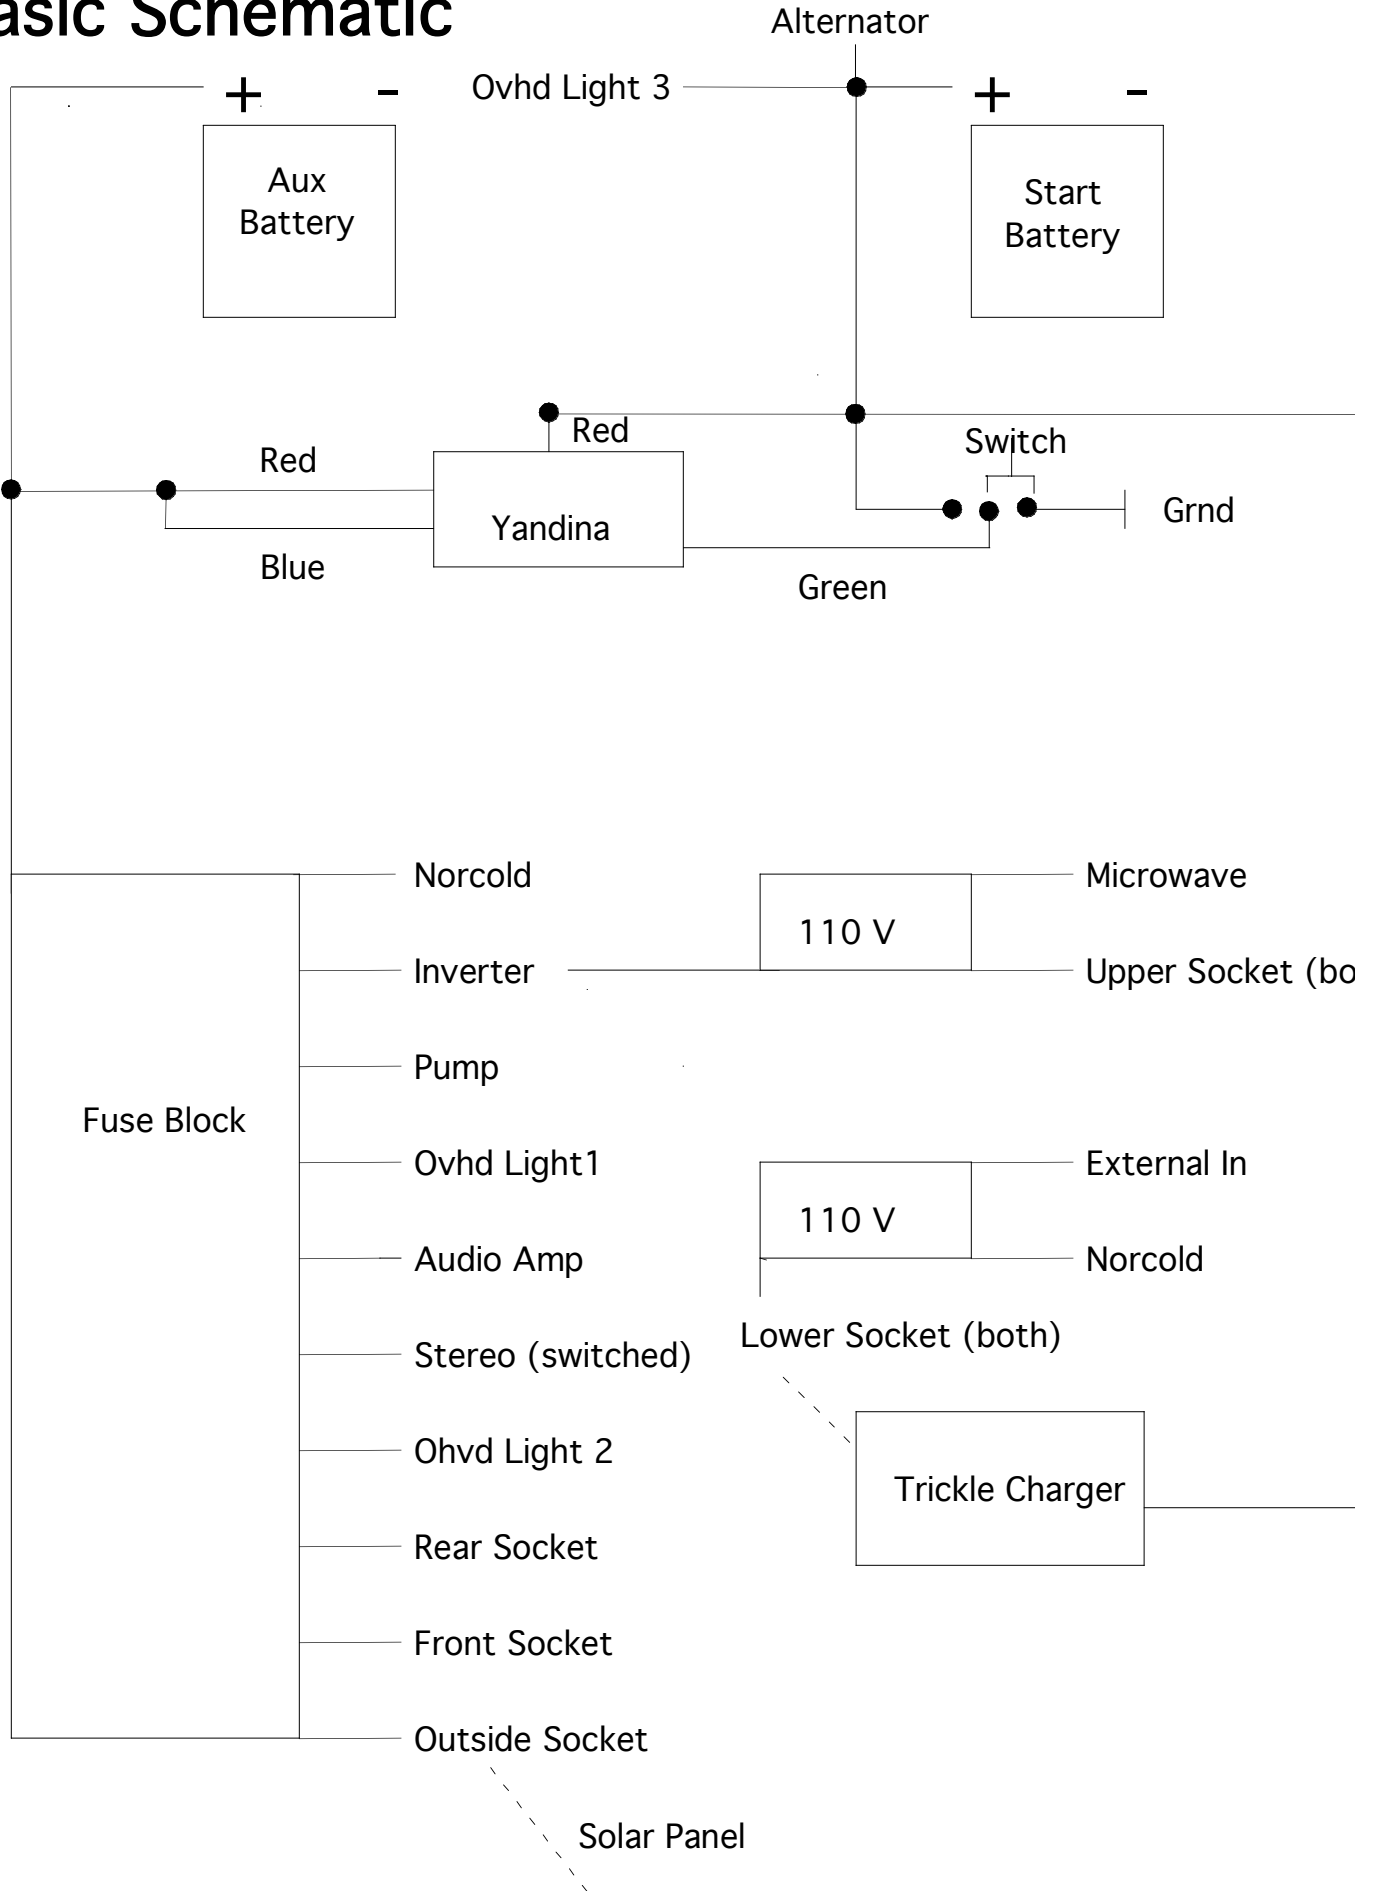 asic Schematic
Alternator
+ -
Ovhd Light 3
+ -
Aux
Battery
Start
Battery
Red
Red
Switch
Yandina
Grnd
Blue
Green
Norcold
Microwave
110 V
Inverter
Upper Socket (bo
Pump
Fuse Block
Ovhd Light1
External In
110 V
Audio Amp
Norcold
Lower Socket (both)
Stereo (switched)
Ohvd Light 2
Trickle Charger
Rear Socket
Front Socket
Outside Socket
Solar Panel